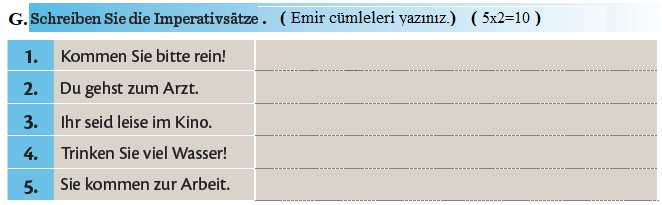 G. Schreiben Sie die Imperativsätze . ( Emir cümleleri yazınız.) ( 5x2=10 )
1. Kommen Sie bitte rein!
2. Du gehst zum Arzt.
3. Ihr seid leise im Kino.
4. Trinken Sie viel Wasser!
5. Sie kommen zur Arbeit.